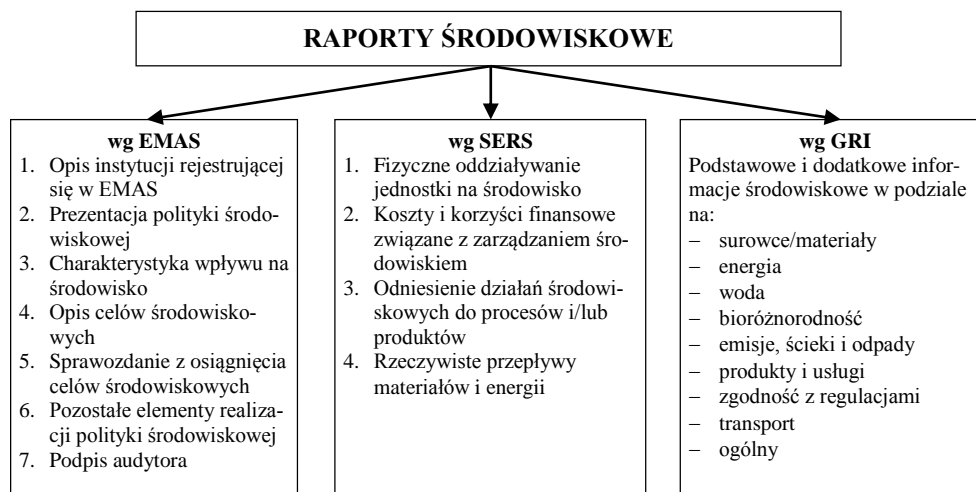 RAPORTY ŚRODOWISKOWE
wg EMAS
1. Opis instytucji rejestrującej
się w EMAS
2. Prezentacja polityki środo-
wiskowej
3. Charakterystyka wpływu na
środowisko
4. Opis celów środowisko-
wych
5. Sprawozdanie z osiągnięcia
celów środowiskowych
6. Pozostałe elementy realiza-
cji polityki środowiskowej
7. Podpis audytora
wg SERS
1. Fizyczne oddziaływanie
jednostki na środowisko
2. Koszty i korzyści finansowe
związane z zarządzaniem śro-
dowiskiem
3. Odniesienie działań środowi-
skowych do procesów i/lub
produktów
4. Rzeczywiste przepływy
materiałów i energii
wg GRI
Podstawowe i dodatkowe infor-
macje środowiskowe w podziale
na:
– surowce/materiały
– energia
– woda
– bioróżnorodność
– emisje, ścieki i odpady
– produkty i usługi
– zgodność z regulacjami
– transport
– ogólny